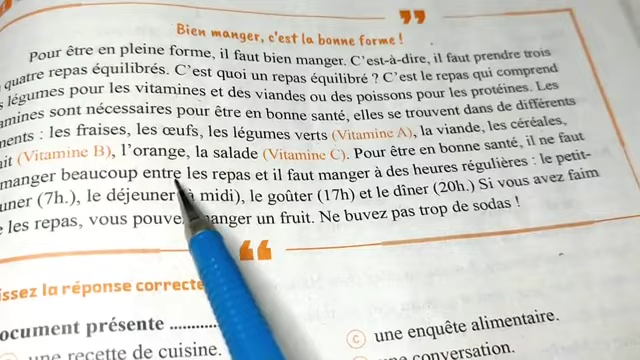 Bien manger, c'est la bonne forme !
Pour être en pleine forme, il faut bien manger. C'est-à-dire, il faut prendre trois
quatre repas équilibrés. C'est quoi un repas équilibré ? C'est le repas qui comprend
légumes pour les vitamines et des viandes ou des poissons pour les protéines. Les
amines sont nécessaires pour être en bonne santé, elles se trouvent dans de différents
ments : les fraises, les œufs, les légumes verts (Vitamine A), la viande, les céréales,
ait (Vitamine B), l'orange, la salade (Vitamine C). Pour être en bonne santé, il ne faut
manger beaucoup entre les repas et il faut manger à des heures régulières : le petit-
uner (7h.), le déjeuner midi), le goûter (17h) et le dîner (20h.) Si vous avez faim
les repas, vous pouvez manger un fruit. Ne buvez pas trop de sodas !
issez la réponse correcte
ocument présente ............
une recette de cuisine.
c une enquête alimentaire.
une conversation.